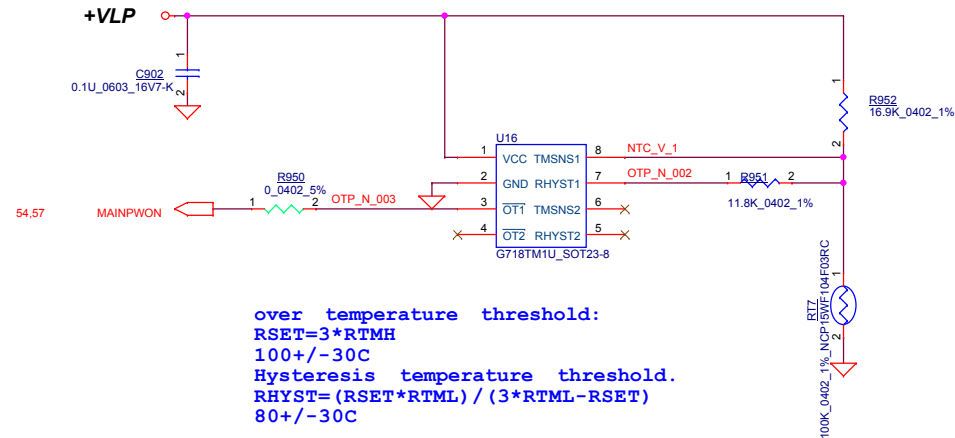 +VLP
1
C902
0.1U_0603_16V7-K
2
1
R952
16.9K_0402_1%
2
U16
1 VCC TMSNS1 8 NTC_V_1
2 GND RHYST1 7 OTP_N_002 1 R951 2
11.8K_0402_1%
R950
0_0402_5%
54,57 MAINPWON 1 2 OTP_N_003 3 OT1 TMSNS2 6
4 OT2 RHYST2 5
G718TM1U_SOT23-8
1
RT7
100K_0402_1%_NCP15WF104F03RC
2
over temperature threshold:
RSET=3*RTMH
100+/-30C
Hysteresis temperature threshold.
RHYST=(RSET*RTML)/(3*RTML-RSET)
80+/-30C